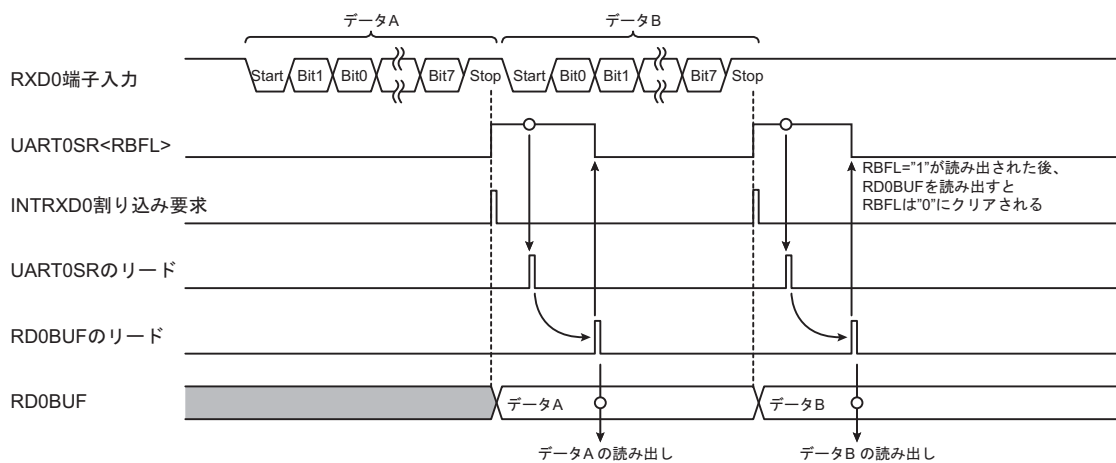 データA
データB
RXD0端子入力
Start Bit1 Bit0 Bit7 Stop Start Bit0 Bit1 Bit7 Stop
UART0SR<RBFL>
RBFL="1"が読み出された後、
RD0BUFを読み出すと
RBFLは"0"にクリアされる
INTRXD0割り込み要求
UART0SRのリード
RD0BUFのリード
RD0BUF
データA
データB
データA の読み出し
データB の読み出し